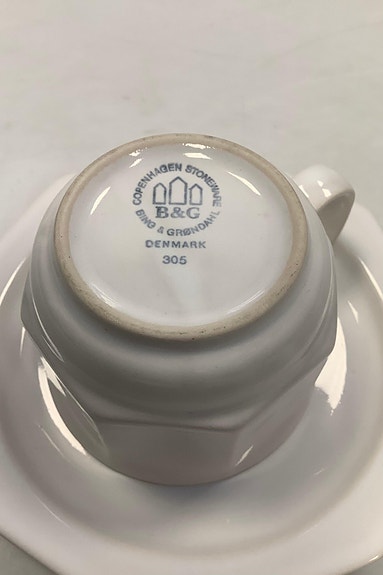 COPENHAGEN STONEWARE
B&G
BING & GRØNDAHL
DENMARK
305